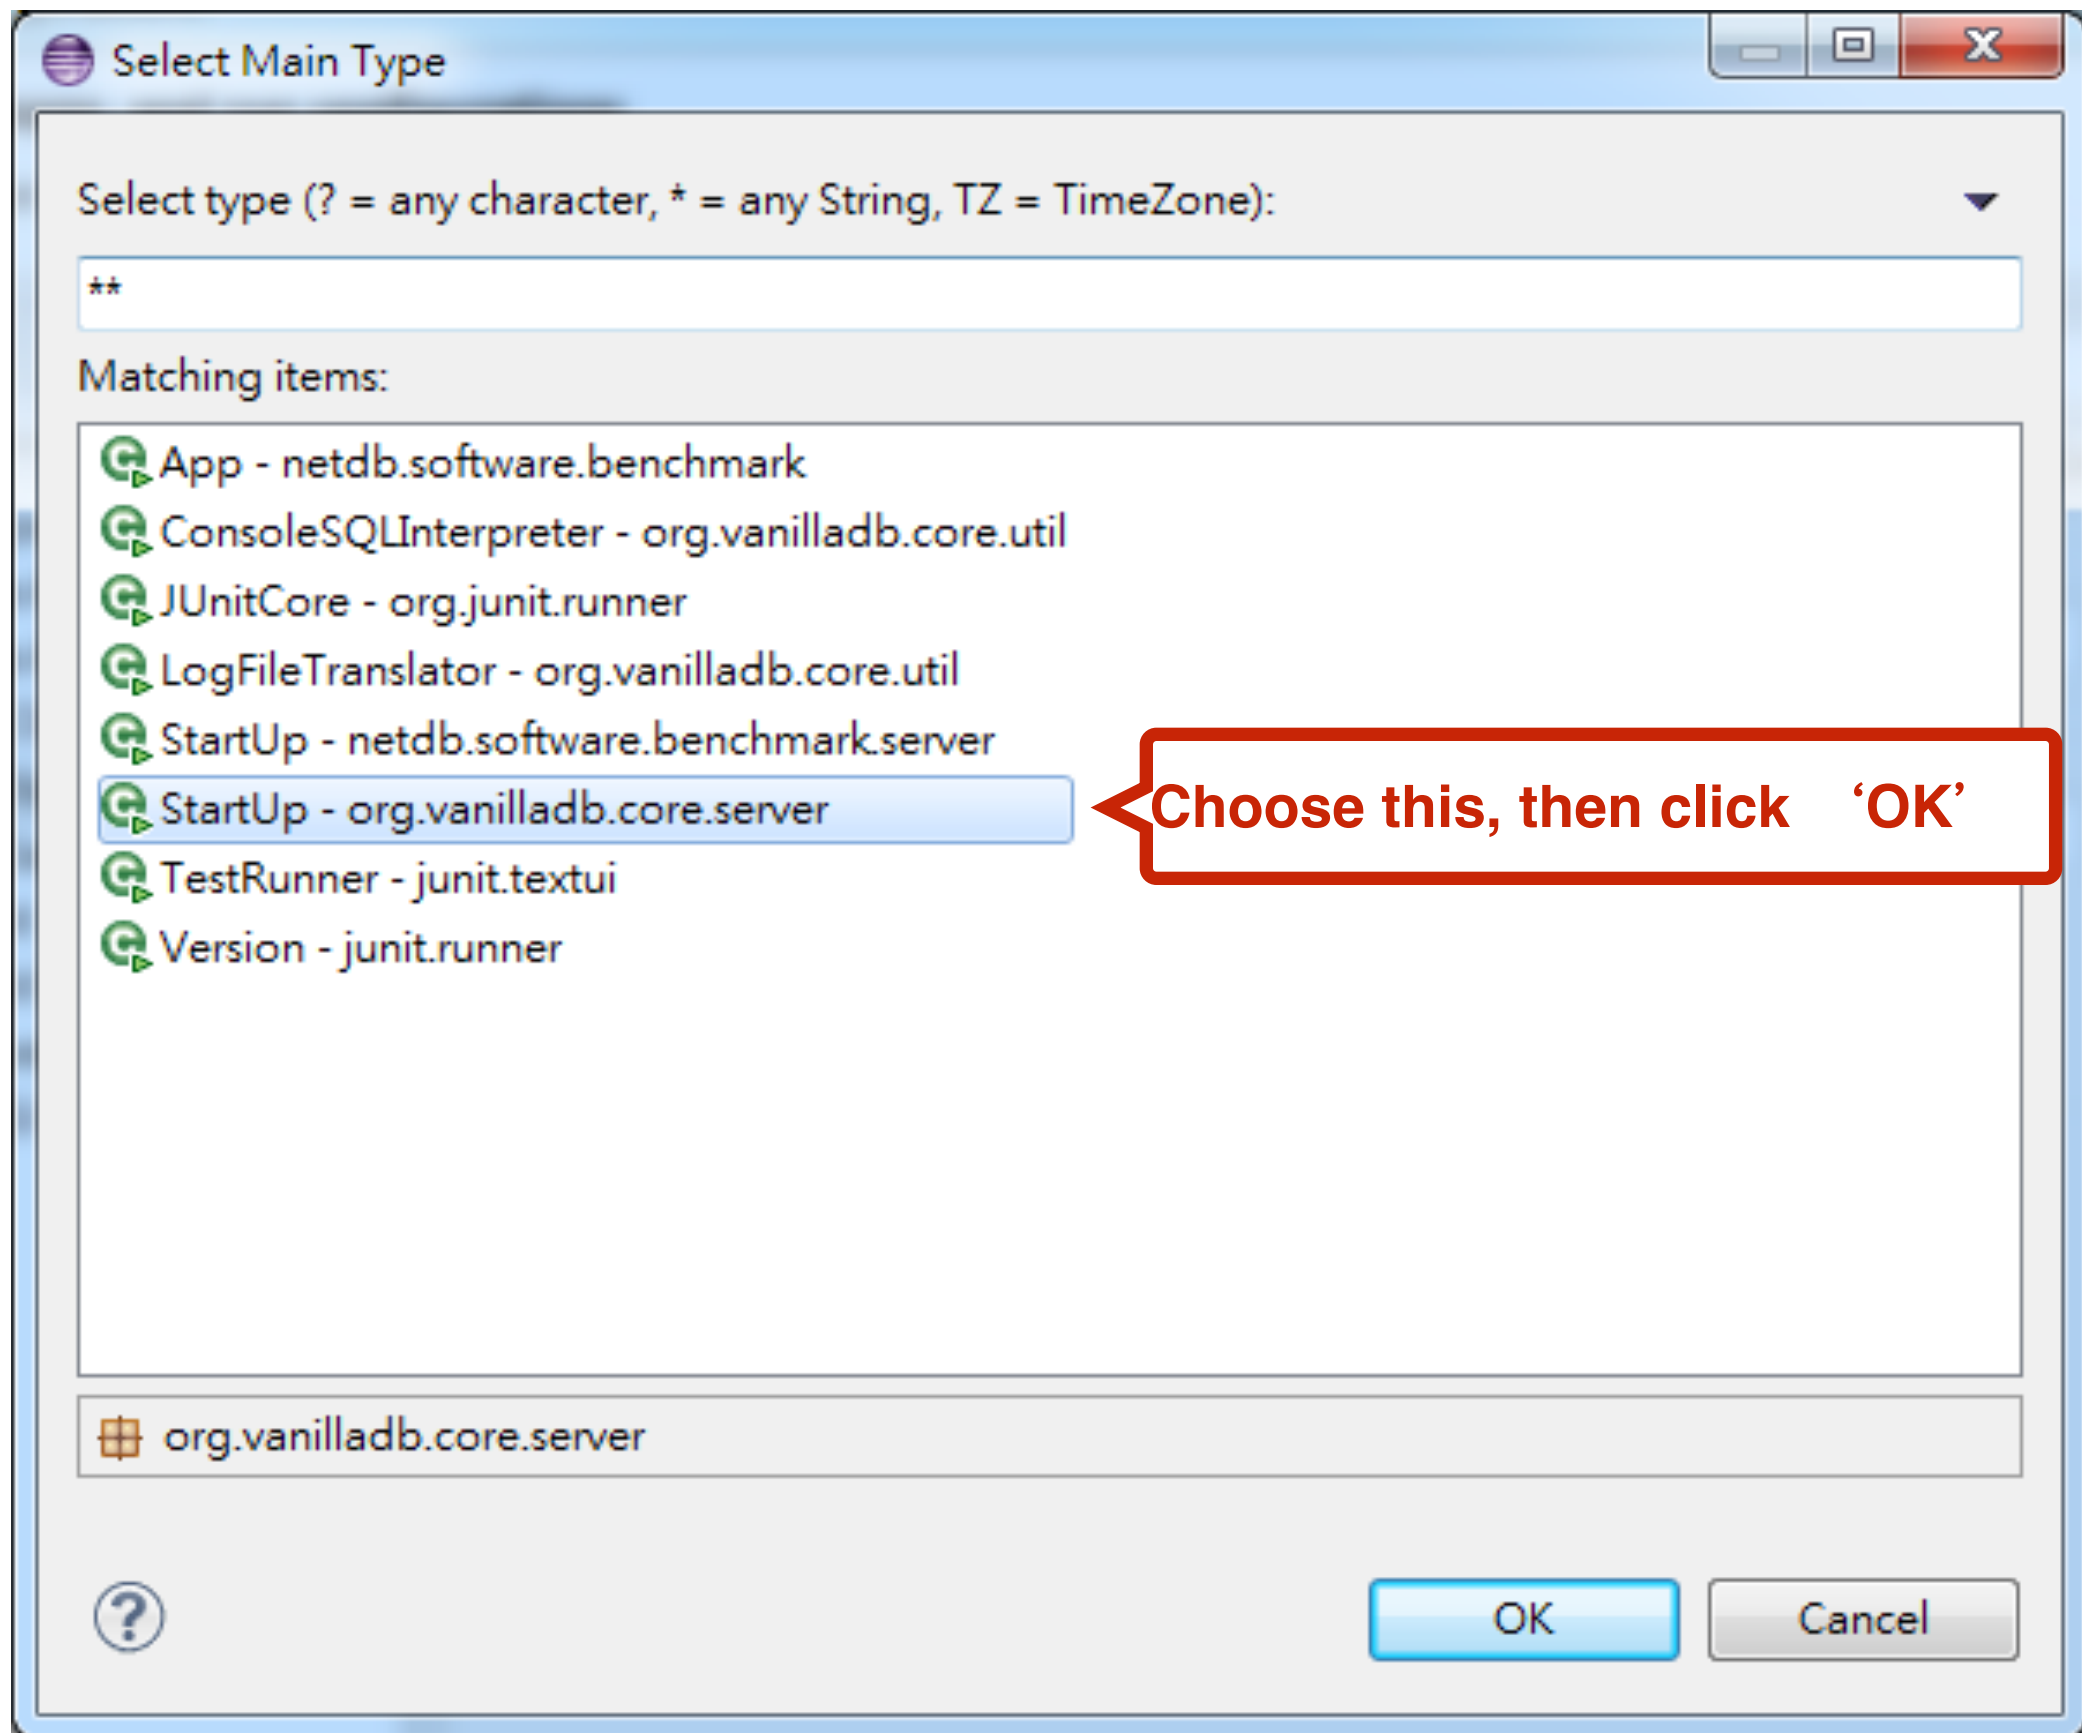 Select Main Type
Select type (? = any character, * = any String, TZ = TimeZone):
**
Matching items:
App - netdb.software.benchmark
ConsoleSQLInterpreter - org.vanilladb.core.util
JUnitCore - org.junit.runner
LogFileTranslator - org.vanilladb.core.util
StartUp - netdb.software.benchmark.server
StartUp - org.vanilladb.core.server
Choose this, then click ‘OK’
TestRunner - junit.textui
Version - junit.runner
org.vanilladb.core.server
OK
Cancel